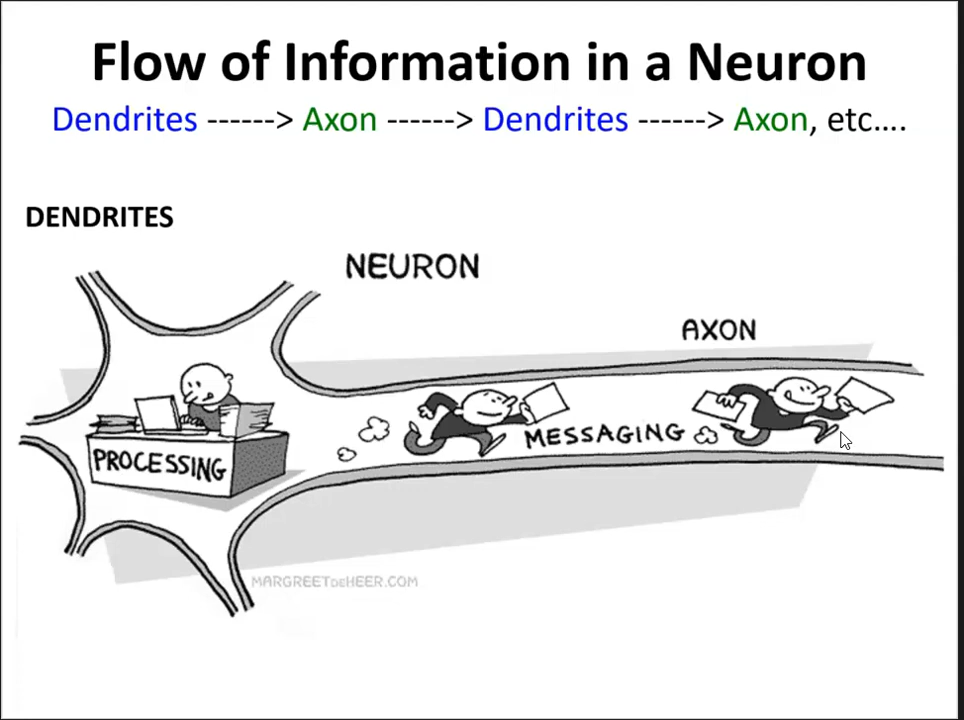 Flow of Information in a Neuron
Dendrites ------> Axon ------> Dendrites ------> Axon, etc….
DENDRITES
NEURON
AXON
MESSAGING
PROCESSING
MARGREETDEHEER.COM